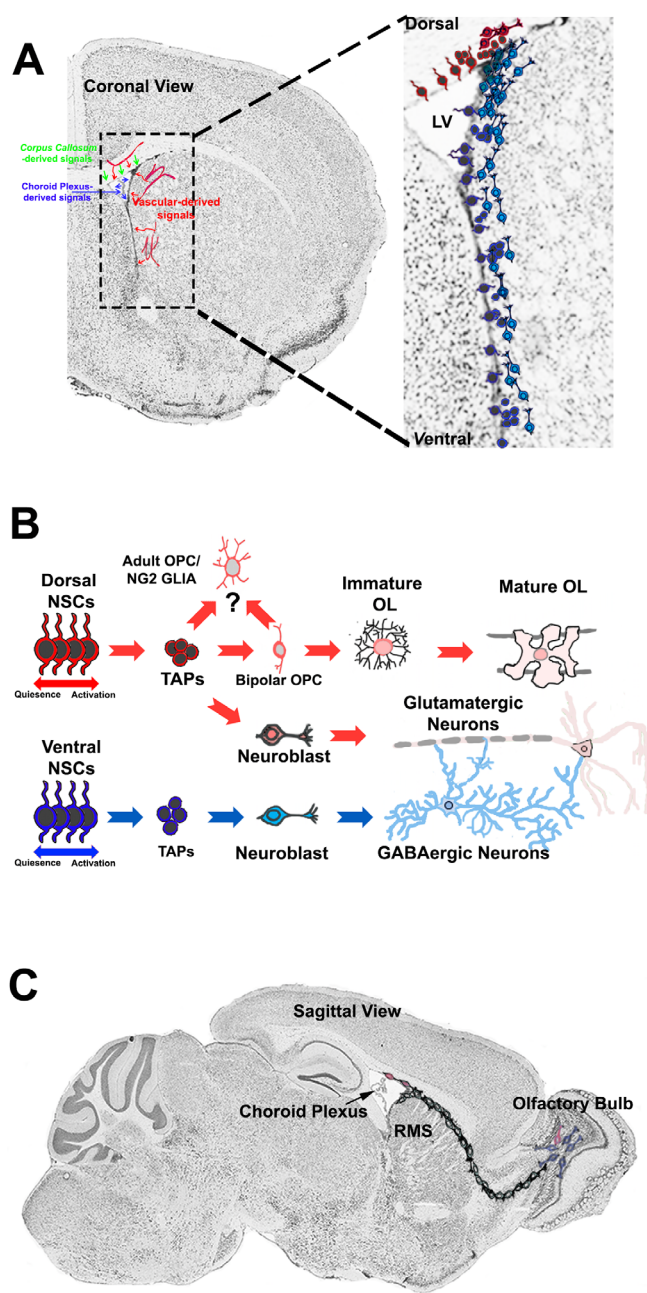 A
Coronal View
Corpus Callosum
-derived signals
Choroid Plexus-
derived signals
Vascular-derived
signals
Dorsal
LV
Ventral
B
Adult OPC/
NG2 GLIA
?
Dorsal
NSCs
Quiesence
Activation
TAPs
Bipolar OPC
Immature
OL
Mature OL
Neuroblast
Glutamatergic
Neurons
Ventral
NSCs
Quiesence
Activation
TAPs
Neuroblast
GABAergic Neurons
C
Sagittal View
Choroid Plexus
RMS
Olfactory Bulb